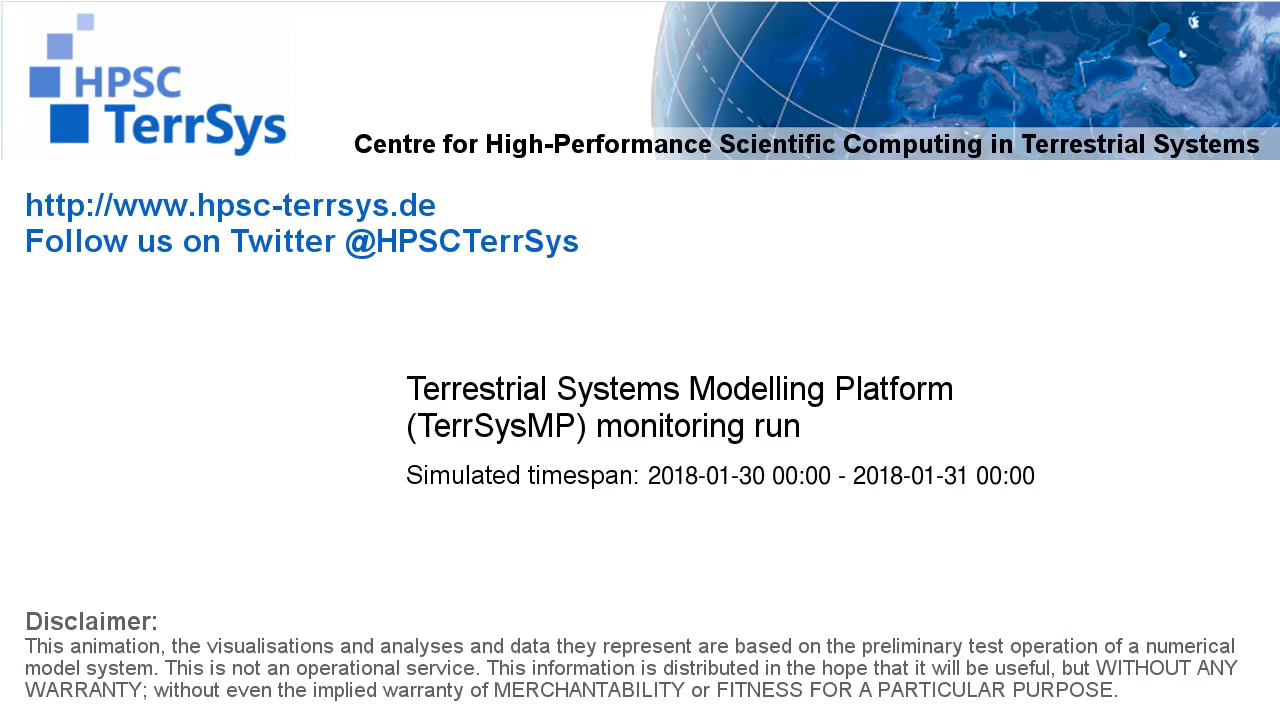 HPSC
TerrSys
Centre for High-Performance Scientific Computing in Terrestrial Systems
http://www.hpsc-terrsys.de
Follow us on Twitter @HPSCTerrSys
Terrestrial Systems Modelling Platform
(TerrSysMP) monitoring run
Simulated timespan: 2018-01-30 00:00 - 2018-01-31 00:00
Disclaimer:
This animation, the visualisations and analyses and data they represent are based on the preliminary test operation of a numerical
model system. This is not an operational service. This information is distributed in the hope that it will be useful, but WITHOUT ANY
WARRANTY; without even the implied warranty of MERCHANTABILITY or FITNESS FOR A PARTICULAR PURPOSE.